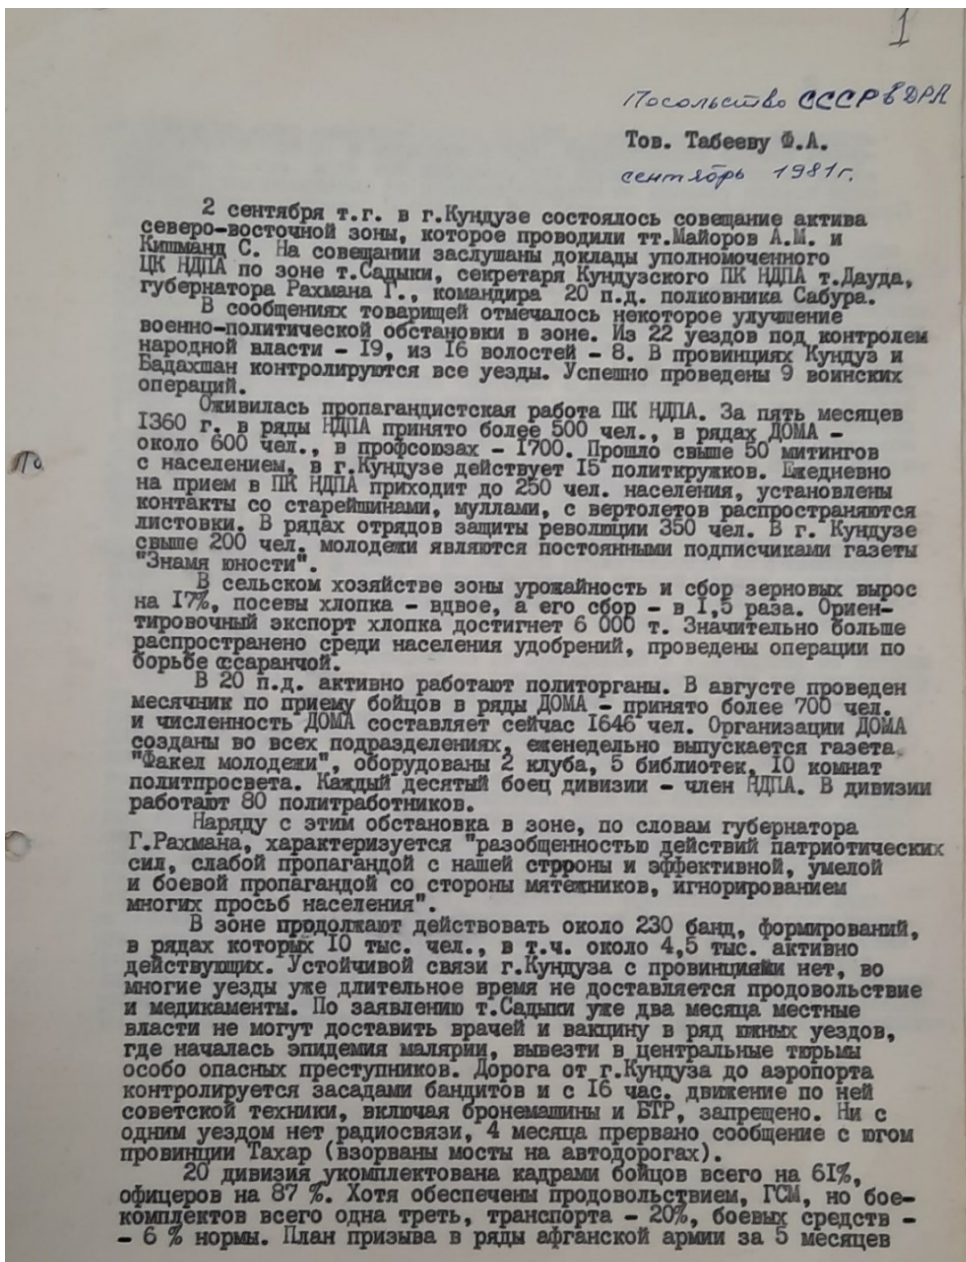 1
Посольство СССР в ДРА
Тов. Табееву Ф.А.
сентябрь 1981г.
2 сентября т.г. в г.Кундузе состоялось совещание актива
северо-восточной зоны, которое проводили тт.Майоров А.М. и
Кишманд С. На совещании заслушаны доклады уполномоченного
ЦК НДПА по зоне т.Садыки, секретаря Кундузского ПК НДПА т.Дауда,
губернатора Рахмана Г., командира 20 п.д. полковника Сабура.
В сообщениях товарищей отмечалось некоторое улучшение
военно-политической обстановки в зоне. Из 22 уездов под контролем
народной власти - 19, из 16 волостей - 8. В провинциях Кундуз и
Бадахшан контролируются все уезды. Успешно проведены 9 воинских
операций.
Оживилась пропагандистская работа ПК НДПА. За пять месяцев
1360 г. в ряды НДПА принято более 500 чел., в рядах ДОМА -
около 600 чел., в профсоюзах - 1700. Прошло свыше 50 митингов
с населением, в г.Кундузе действует 15 политкружков. Ежедневно
на прием в ПК НДПА приходит до 250 чел. населения, установлены
контакты со старейшинами, муллами, с вертолетов распространяются
листовки. В рядах отрядов защиты революции 350 чел. В г. Кундузе
свыше 200 чел. молодежи являются постоянными подписчиками газеты
"Знамя юности".
В сельском хозяйстве зоны урожайность и сбор зерновых вырос
на 17%, посевы хлопка - вдвое, а его сбор - в 1,5 раза. Ориен-
тировочный экспорт хлопка достигнет 6 000 т. Значительно больше
распространено среди населения удобрений, проведены операции по
борьбе с саранчой.
В 20 п.д. активно работают политорганы. В августе проведен
месячник по приему бойцов в ряды ДОМА - принято более 700 чел.
и численность ДОМА составляет сейчас 1646 чел. Организации ДОМА
созданы во всех подразделениях, еженедельно выпускается газета
"Факел молодежи", оборудованы 2 клуба, 5 библиотек, 10 комнат
политпросвета. Каждый десятый боец дивизии - член НДПА. В дивизии
работают 80 политработников.
Наряду с этим обстановка в зоне, по словам губернатора
Г.Рахмана, характеризуется "разобщенностью действий патриотических
сил, слабой пропагандой с нашей стрроны и эффективной, умелой
и боевой пропагандой со стороны мятежников, игнорированием
многих просьб населения".
В зоне продолжают действовать около 230 банд, формирований,
в рядах которых 10 тыс. чел., в т.ч. около 4,5 тыс. активно
действующих. Устойчивой связи г.Кундуза с провинциями нет, во
многие уезды уже длительное время не доставляется продовольствие
и медикаменты. По заявлению т.Садыки уже два месяца местные
власти не могут доставить врачей и вакцину в ряд южных уездов,
где началась эпидемия малярии, вывезти в центральные тюрьмы
особо опасных преступников. Дорога от г.Кундуза до аэропорта
контролируется засадами бандитов и с 16 час. движение по ней
советской техники, включая бронемашины и БТР, запрещено. Ни с
одним уездом нет радиосвязи, 4 месяца прервано сообщение с югом
провинции Тахар (взорваны мосты на автодорогах).
20 дивизия укомплектована кадрами бойцов всего на 61%,
офицеров на 87 %. Хотя обеспечены продовольствием, ГСМ, но бое-
комплектов всего одна треть, транспорта - 20%, боевых средств -
- 6 % нормы. План призыва в ряды афганской армии за 5 месяцев